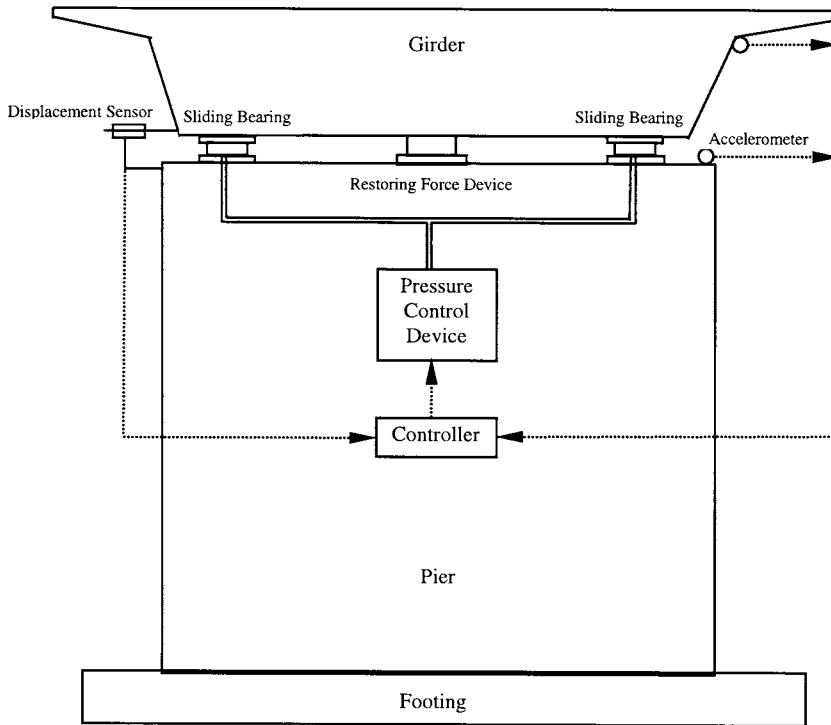 Girder
Displacement Sensor
Sliding Bearing
Sliding Bearing
Accelerometer
Restoring Force Device
Pressure
Control
Device
Controller
Pier
Footing